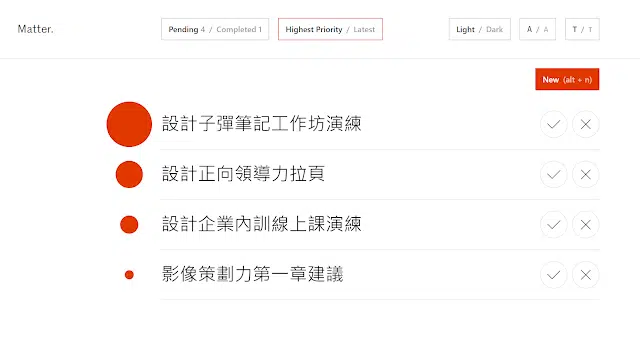 Matter.
Pending 4 / Completed 1
Highest Priority / Latest
Light / Dark
A / A
T / T
New (alt + n)
設計子彈筆記工作坊演練
設計正向領導力拉頁
設計企業內訓線上課演練
影像策劃力第一章建議